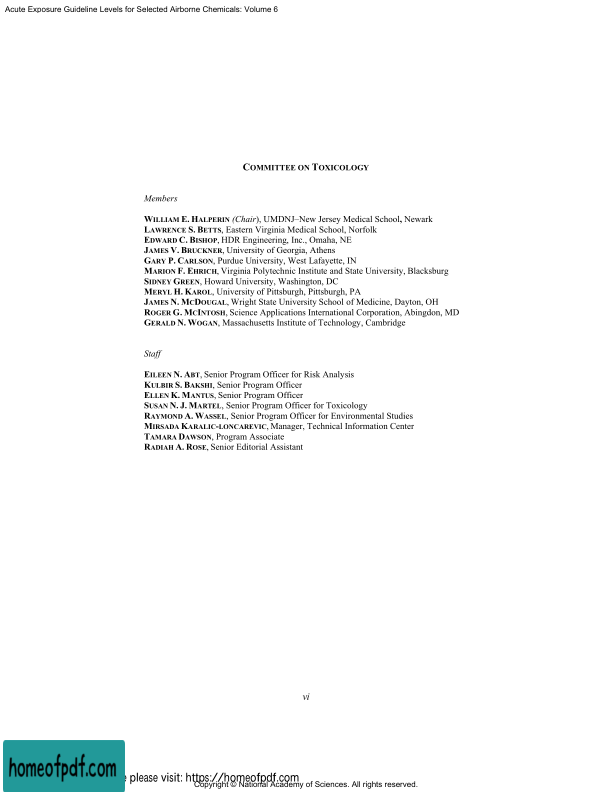 Acute Exposure Guideline Levels for Selected Airborne Chemicals: Volume 6
COMMITTEE ON TOXICOLOGY
Members
WILLIAM E. HALPERIN (Chair), UMDNJ–New Jersey Medical School, Newark
LAWRENCE S. BETTS, Eastern Virginia Medical School, Norfolk
EDWARD C. BISHOP, HDR Engineering, Inc., Omaha, NE
JAMES V. BRUCKNER, University of Georgia, Athens
GARY P. CARLSON, Purdue University, West Lafayette, IN
MARION F. EHRICH, Virginia Polytechnic Institute and State University, Blacksburg
SIDNEY GREEN, Howard University, Washington, DC
MERYL H. KAROL, University of Pittsburgh, Pittsburgh, PA
JAMES N. MCDOUGAL, Wright State University School of Medicine, Dayton, OH
ROGER G. MCINTOSH, Science Applications International Corporation, Abingdon, MD
GERALD N. WOGAN, Massachusetts Institute of Technology, Cambridge
Staff
EILEEN N. ABT, Senior Program Officer for Risk Analysis
KULBIR S. BAKSHI, Senior Program Officer
ELLEN K. MANTUS, Senior Program Officer
SUSAN N. J. MARTEL, Senior Program Officer for Toxicology
RAYMOND A. WASSEL, Senior Program Officer for Environmental Studies
MIRSADA KARALIC-LONCAREVIC, Manager, Technical Information Center
TAMARA DAWSON, Program Associate
RADIAH A. ROSE, Senior Editorial Assistant
vi
homeofpdf.com
please visit: https://homeofpdf.com
Copyright © National Academy of Sciences. All rights reserved.